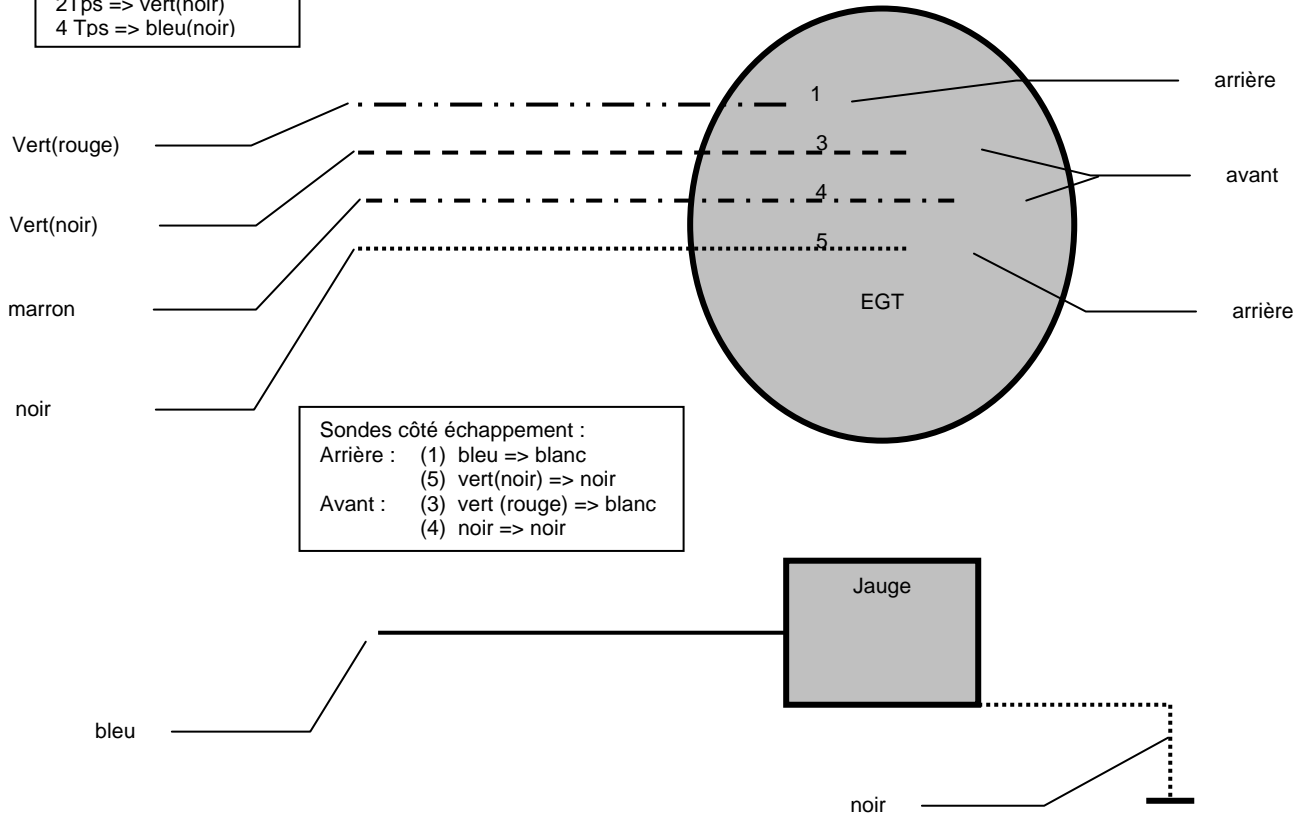 2Tps => vert(noir)
4 Tps => bleu(noir)
1
arrière
Vert(rouge)
3
avant
4
Vert(noir)
5
EGT
marron
arrière
noir
Sondes côté échappement :
Arrière : (1) bleu => blanc
(5) vert(noir) => noir
Avant : (3) vert (rouge) => blanc
(4) noir => noir
Jauge
bleu
noir